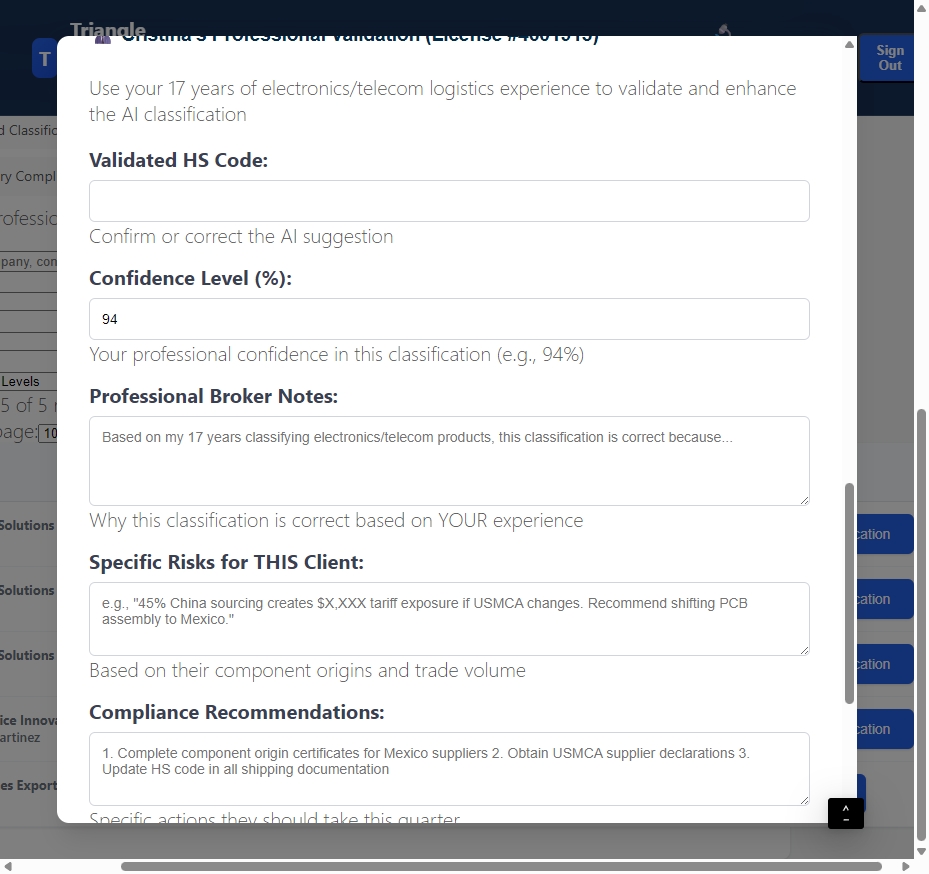 Triangle
T
Sign
Out
Cristina's Professional Validation (License #4601913)
Use your 17 years of electronics/telecom logistics experience to validate and enhance
the AI classification
Validated HS Code:
Confirm or correct the AI suggestion
Confidence Level (%):
94
Your professional confidence in this classification (e.g., 94%)
Professional Broker Notes:
Based on my 17 years classifying electronics/telecom products, this classification is correct because...
Why this classification is correct based on YOUR experience
Specific Risks for THIS Client:
e.g., "45% China sourcing creates $X,XXX tariff exposure if USMCA changes. Recommend shifting PCB
assembly to Mexico."
Based on their component origins and trade volume
Compliance Recommendations:
1. Complete component origin certificates for Mexico suppliers 2. Obtain USMCA supplier declarations 3.
Update HS code in all shipping documentation
Specific actions they should take this quarter
d Classific
ry Compl
rofessic
pany, con
Levels
5 of 5 r
age: 10
Solutions
cation
Solutions
cation
Solutions
cation
ice Innova
artinez
cation
es Export